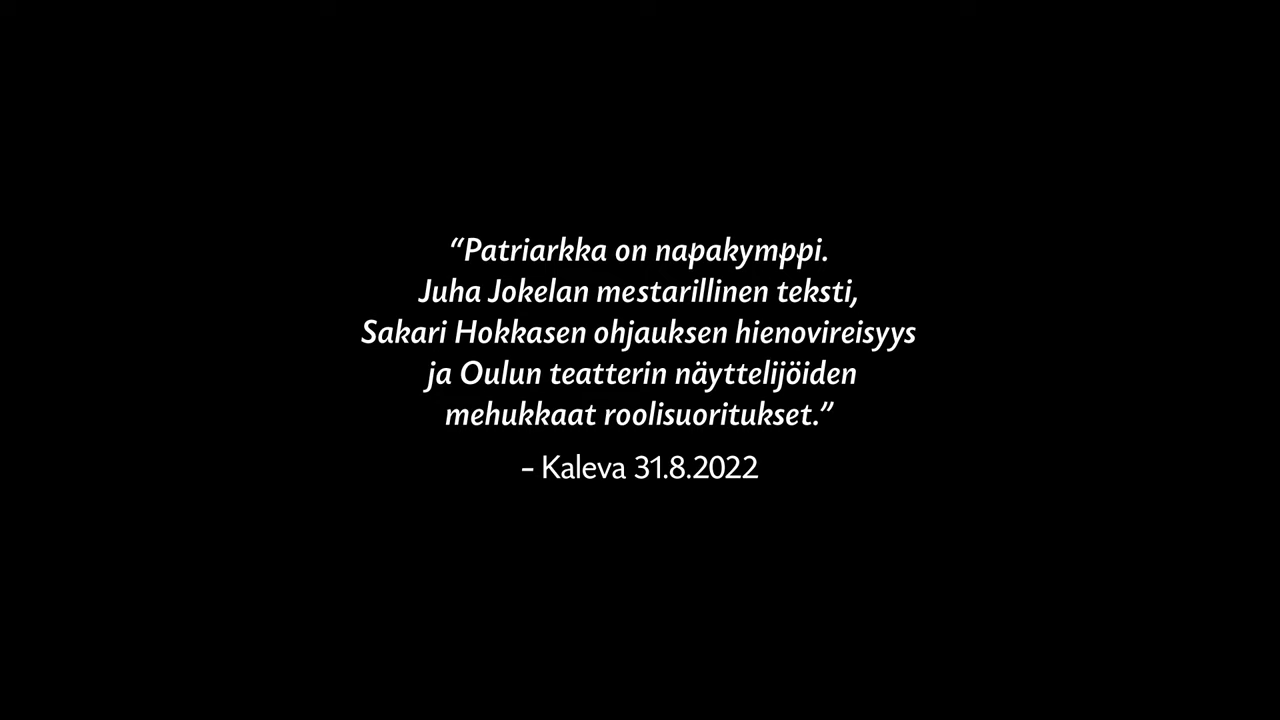 “Patriarkka on napakymppi.
Juha Jokelan mestarillinen teksti,
Sakari Hokkasen ohjauksen hienovireisyys
ja Oulun teatterin näyttelijöiden
mehukkaat roolisuoritukset.”
– Kaleva 31.8.2022